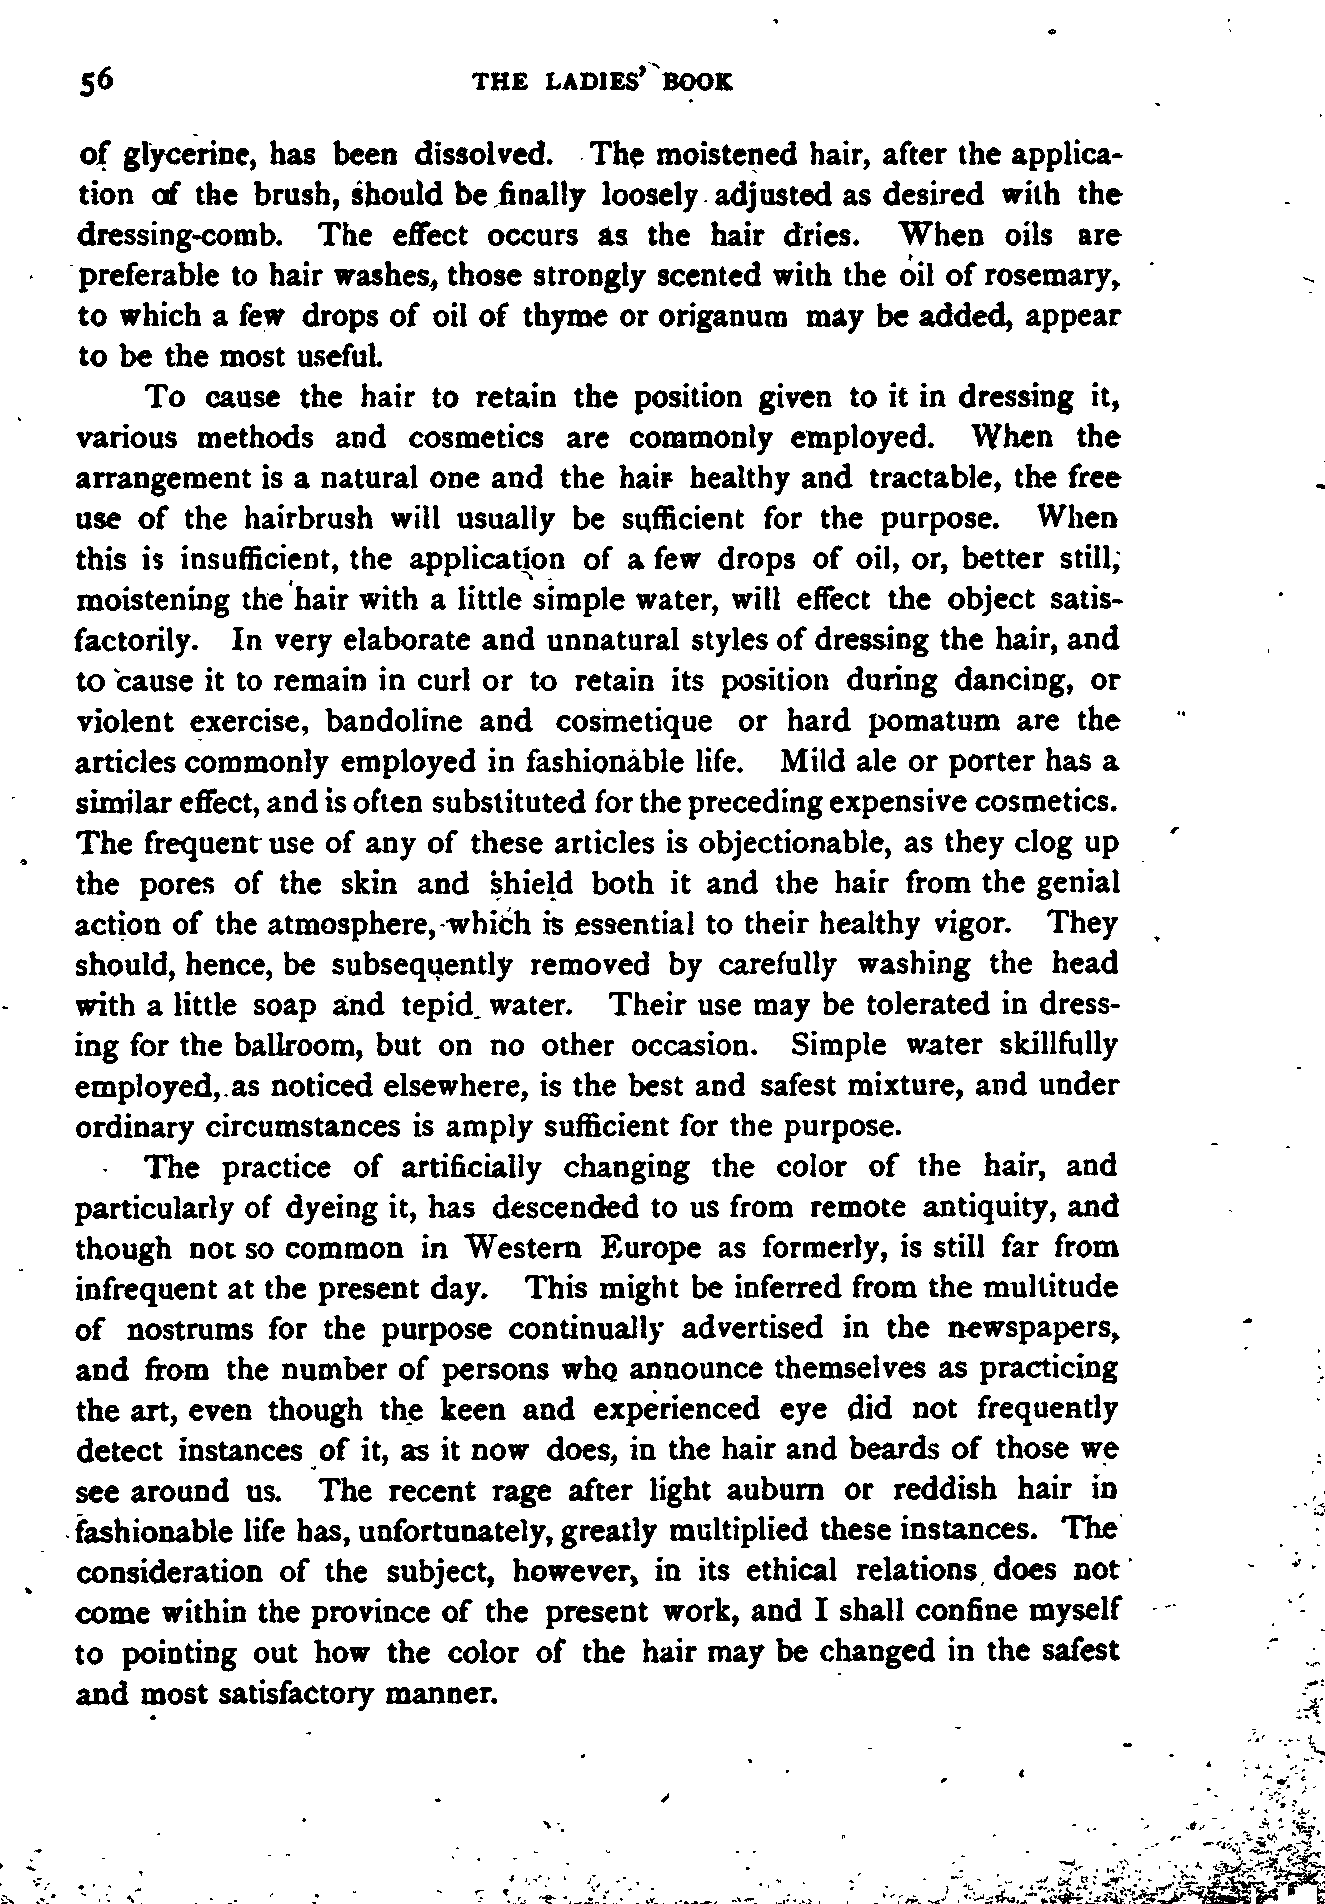 56 THE LADIES' BOOK
of glycerine, has been dissolved. The moistened hair, after the applica-
tion of the brush, should be finally loosely adjusted as desired with the
dressing-comb. The effect occurs as the hair dries. When oils are
preferable to hair washes, those strongly scented with the oil of rosemary,
to which a few drops of oil of thyme or origanum may be added, appear
to be the most useful.
To cause the hair to retain the position given to it in dressing it,
various methods and cosmetics are commonly employed. When the
arrangement is a natural one and the hair healthy and tractable, the free
use of the hairbrush will usually be sufficient for the purpose. When
this is insufficient, the application of a few drops of oil, or, better still,
moistening the hair with a little simple water, will effect the object satis-
factorily. In very elaborate and unnatural styles of dressing the hair, and
to cause it to remain in curl or to retain its position during dancing, or
violent exercise, bandoline and cosmetique or hard pomatum are the
articles commonly employed in fashionable life. Mild ale or porter has a
similar effect, and is often substituted for the preceding expensive cosmetics.
The frequent use of any of these articles is objectionable, as they clog up
the pores of the skin and shield both it and the hair from the genial
action of the atmosphere, which is essential to their healthy vigor. They
should, hence, be subsequently removed by carefully washing the head
with a little soap and tepid water. Their use may be tolerated in dress-
ing for the ballroom, but on no other occasion. Simple water skillfully
employed, as noticed elsewhere, is the best and safest mixture, and under
ordinary circumstances is amply sufficient for the purpose.
The practice of artificially changing the color of the hair, and
particularly of dyeing it, has descended to us from remote antiquity, and
though not so common in Western Europe as formerly, is still far from
infrequent at the present day. This might be inferred from the multitude
of nostrums for the purpose continually advertised in the newspapers,
and from the number of persons who announce themselves as practicing
the art, even though the keen and experienced eye did not frequently
detect instances of it, as it now does, in the hair and beards of those we
see around us. The recent rage after light auburn or reddish hair in
fashionable life has, unfortunately, greatly multiplied these instances. The
consideration of the subject, however, in its ethical relations, does not
come within the province of the present work, and I shall confine myself
to pointing out how the color of the hair may be changed in the safest
and most satisfactory manner.